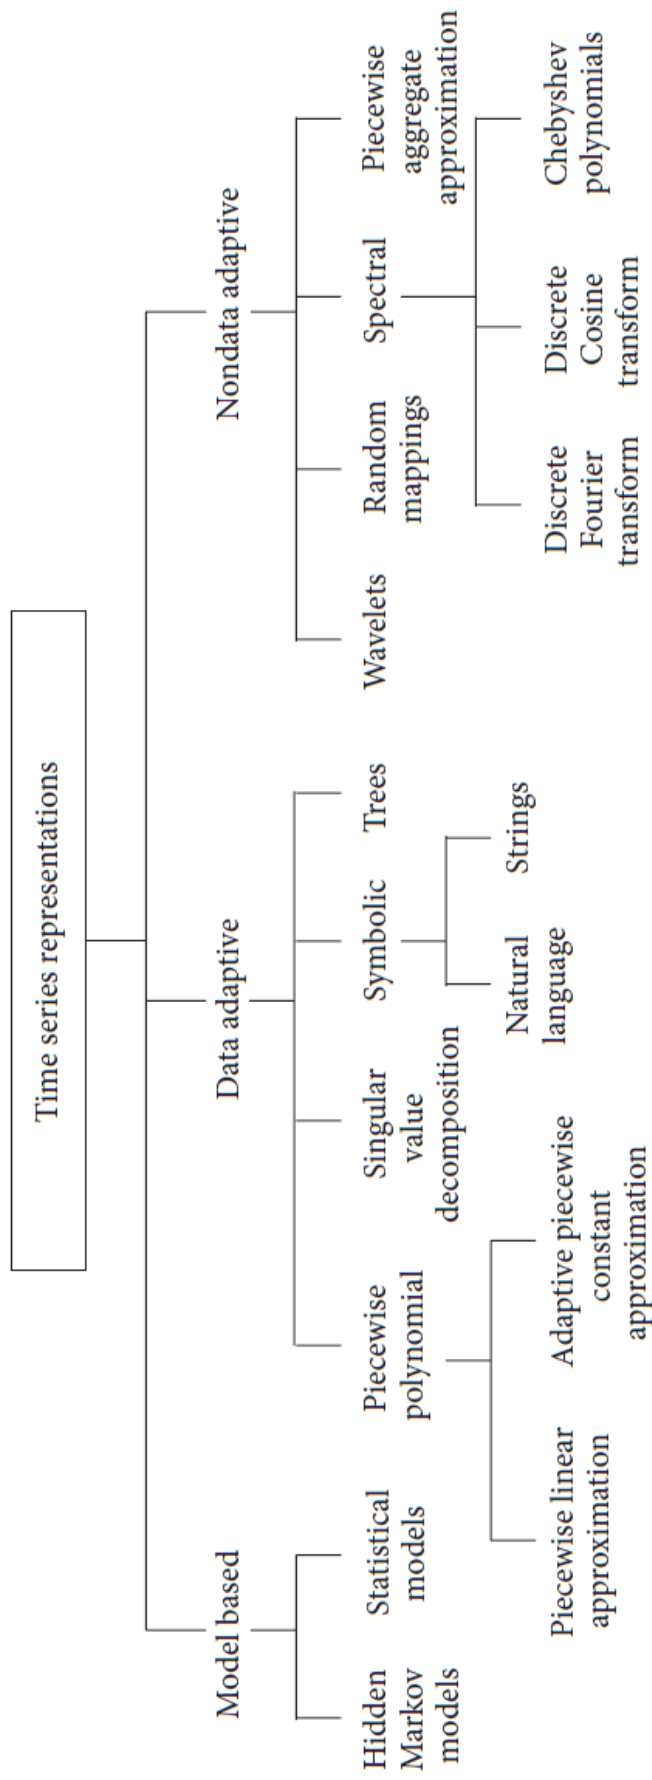 Time series representations
Model based
Data adaptive
Nondata adaptive
Hidden
Markov
models
Statistical
models
Piecewise
polynomial
Singular
value
decomposition
Symbolic
Trees
Wavelets
Random
mappings
Spectral
Piecewise
aggregate
approximation
Piecewise linear
approximation
Adaptive piecewise
constant
approximation
Natural
language
Strings
Discrete
Fourier
transform
Discrete
Cosine
transform
Chebyshev
polynomials